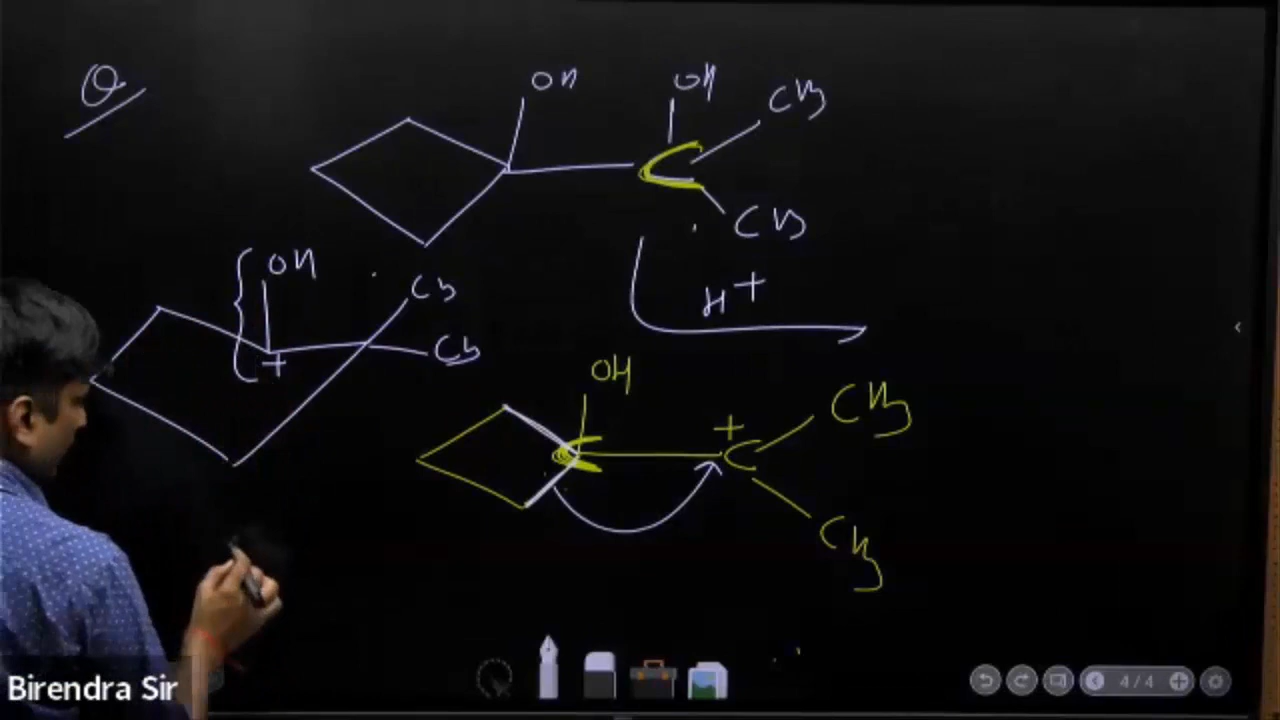 Q
OH OH CH3
CH3
H+
OH CH3
CH3
+
OH
+ CH3
CH3
4/4
Birendra Sir